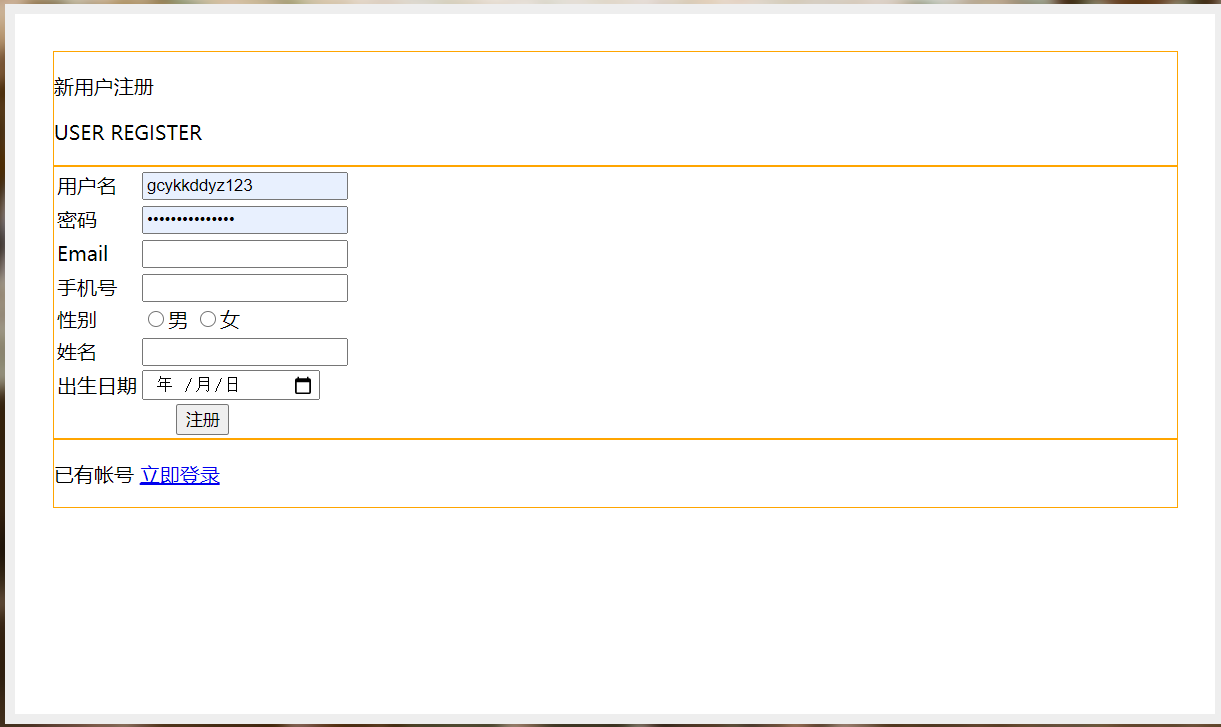 新用户注册
USER REGISTER
用户名 gcykkddyz123
密码 •••••••••••••••
Email
手机号
性别 男 女
姓名
出生日期 年 /月/日
注册
已有帐号 立即登录